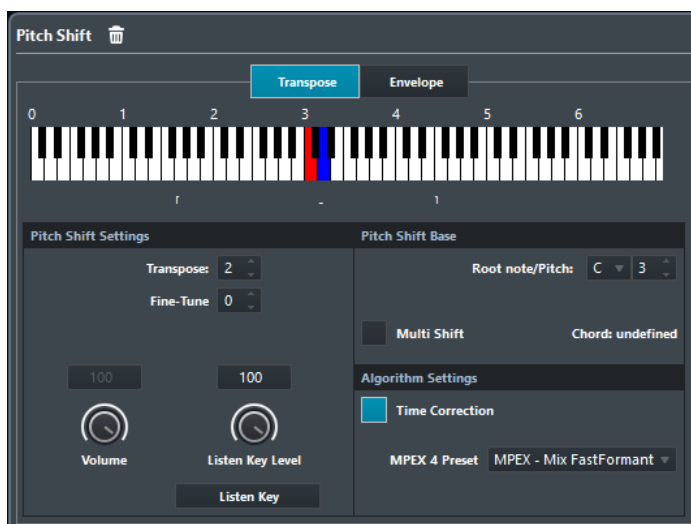 Pitch Shift
Transpose Envelope
0 1 2 3 4 5 6
Pitch Shift Settings
Transpose: 2
Fine-Tune 0
100 100
Volume Listen Key Level
Listen Key
Pitch Shift Base
Root note/Pitch: C 3
Multi Shift Chord: undefined
Algorithm Settings
Time Correction
MPEX 4 Preset MPEX - Mix FastFormant